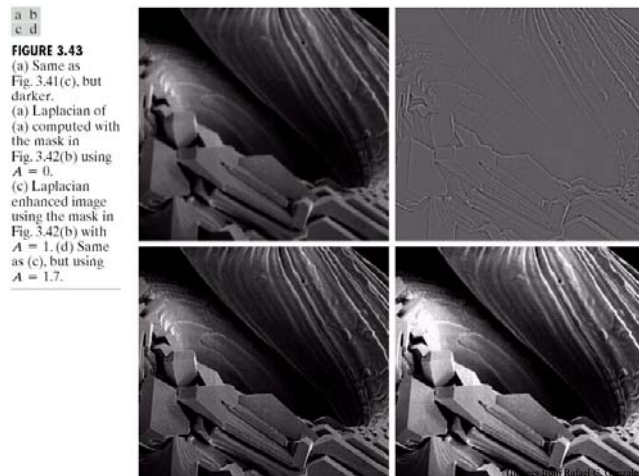 a b
c d
FIGURE 3.43
(a) Same as
Fig. 3.41(c), but
darker.
(a) Laplacian of
(a) computed with
the mask in
Fig. 3.42(b) using
A = 0.
(c) Laplacian
enhanced image
using the mask in
Fig. 3.42(b) with
A = 1. (d) Same
as (c), but using
A = 1.7.
from Rafael C.